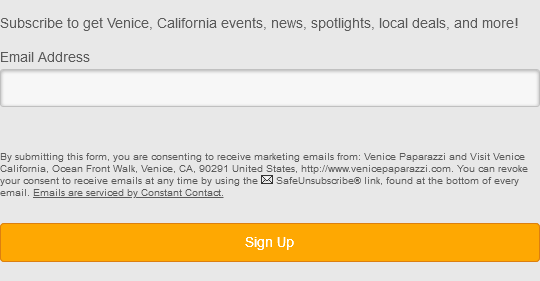 Subscribe to get Venice, California events, news, spotlights, local deals, and more!
Email Address
By submitting this form, you are consenting to receive marketing emails from: Venice Paparazzi and Visit Venice
California, Ocean Front Walk, Venice, CA, 90291 United States, http://www.venicepaparazzi.com. You can revoke
your consent to receive emails at any time by using the SafeUnsubscribe® link, found at the bottom of every
email. Emails are serviced by Constant Contact.
Sign Up